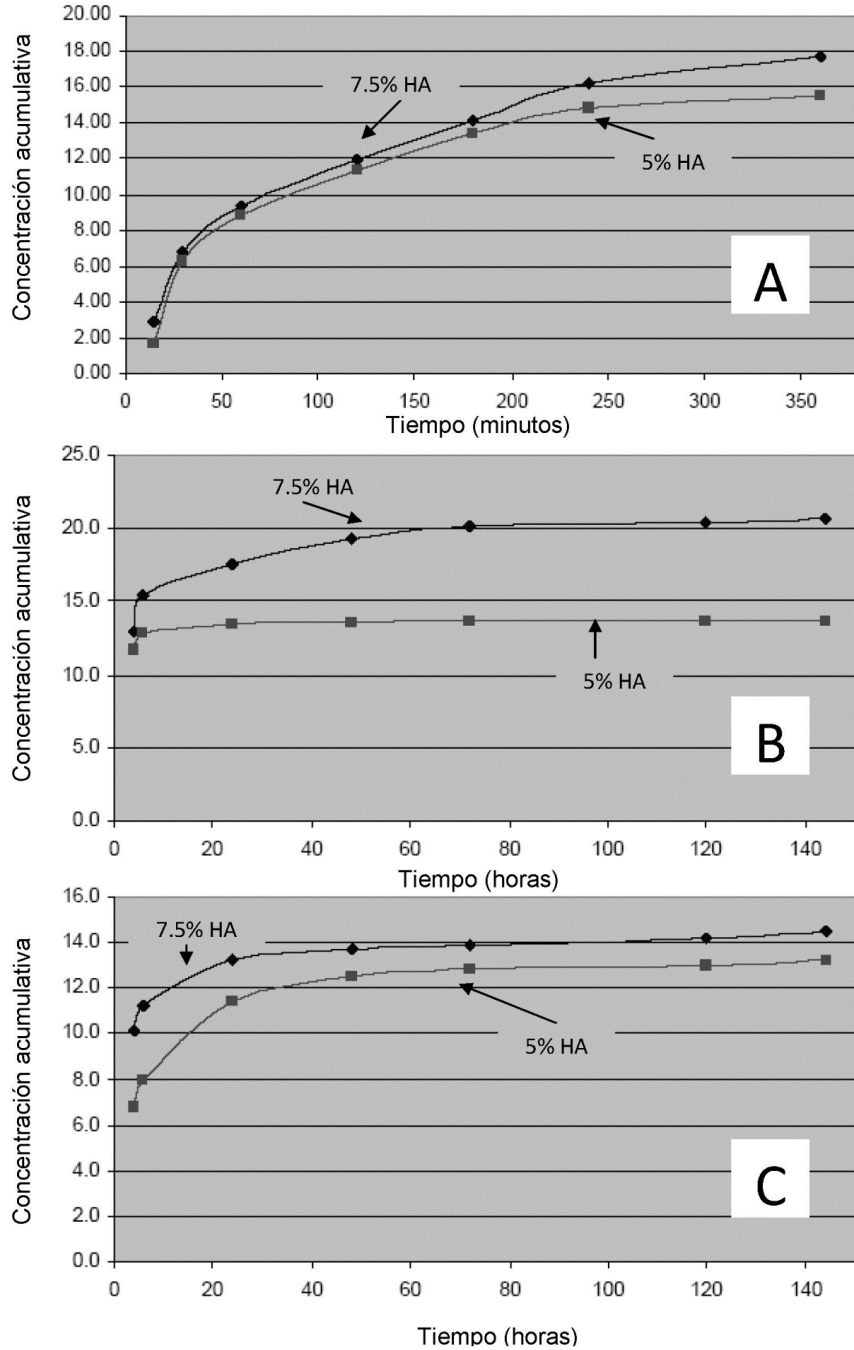 Concentración acumulativa
20.00
18.00
16.00
14.00
12.00
10.00
8.00
6.00
4.00
2.00
0.00
7.5% HA
5% HA
A
0 50 100 150 200 250 300 350
Tiempo (minutos)
Concentración acumulativa
25.0
20.0
15.0
10.0
5.0
0.0
7.5% HA
5% HA
B
0 20 40 60 80 100 120 140
Tiempo (horas)
Concentración acumulativa
16.0
14.0
12.0
10.0
8.0
6.0
4.0
2.0
0.0
7.5% HA
5% HA
C
0 20 40 60 80 100 120 140
Tiempo (horas)